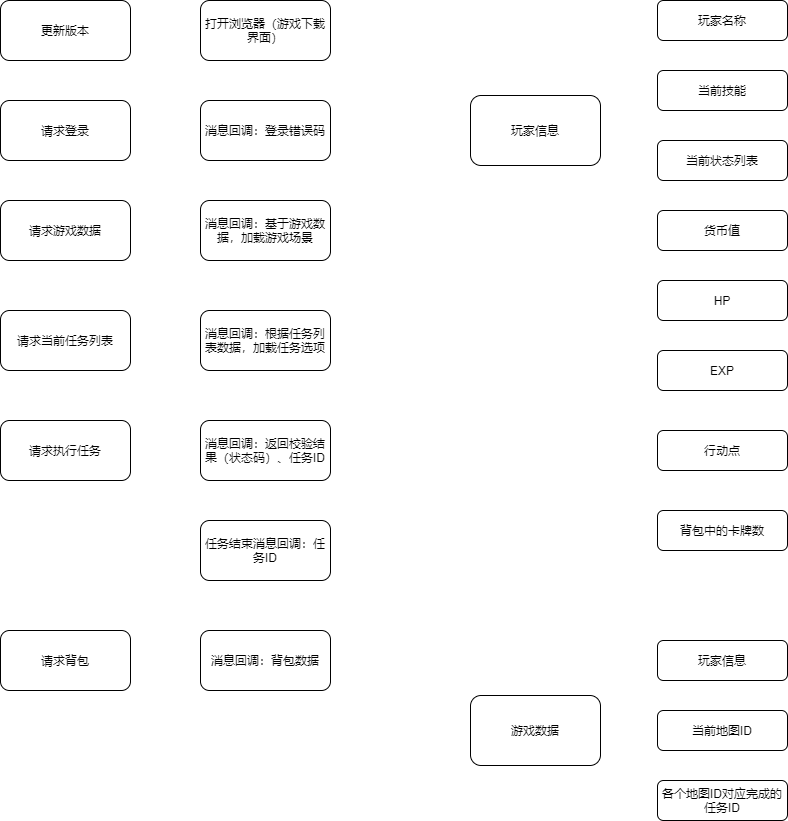 更新版本
打开浏览器（游戏下载
界面）
请求登录
消息回调：登录错误码
请求游戏数据
消息回调：基于游戏数
据，加载游戏场景
请求当前任务列表
消息回调：根据任务列
表数据，加载任务选项
请求执行任务
消息回调：返回校验结
果（状态码）、任务ID
任务结束消息回调：任
务ID
请求背包
消息回调：背包数据
玩家信息
玩家名称
当前技能
当前状态列表
货币值
HP
EXP
行动点
背包中的卡牌数
游戏数据
玩家信息
当前地图ID
各个地图ID对应完成的
任务ID